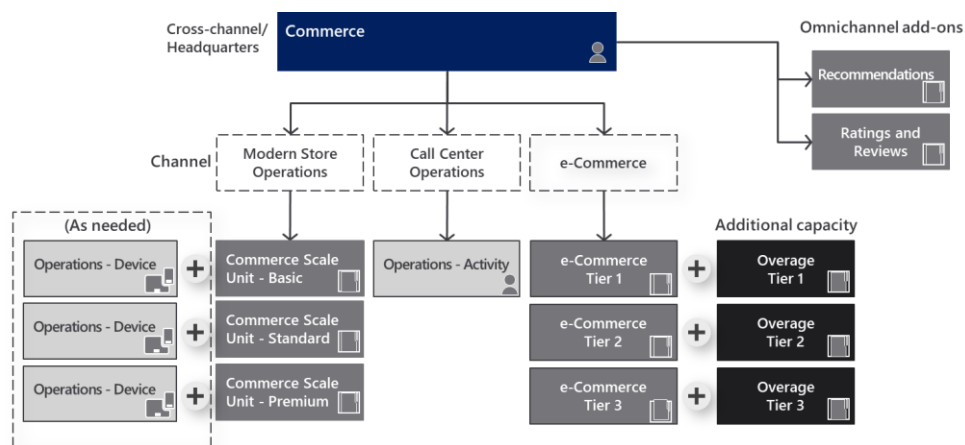 Cross-channel/
Headquarters
Commerce
Omnichannel add-ons
Recommendations
Ratings and
Reviews
Channel
Modern Store
Operations
Call Center
Operations
e-Commerce
(As needed)
Additional capacity
Operations - Device
+
Commerce Scale
Unit - Basic
Operations - Activity
e-Commerce
Tier 1
+
Overage
Tier 1
Operations - Device
+
Commerce Scale
Unit - Standard
e-Commerce
Tier 2
+
Overage
Tier 2
Operations - Device
+
Commerce Scale
Unit - Premium
e-Commerce
Tier 3
+
Overage
Tier 3